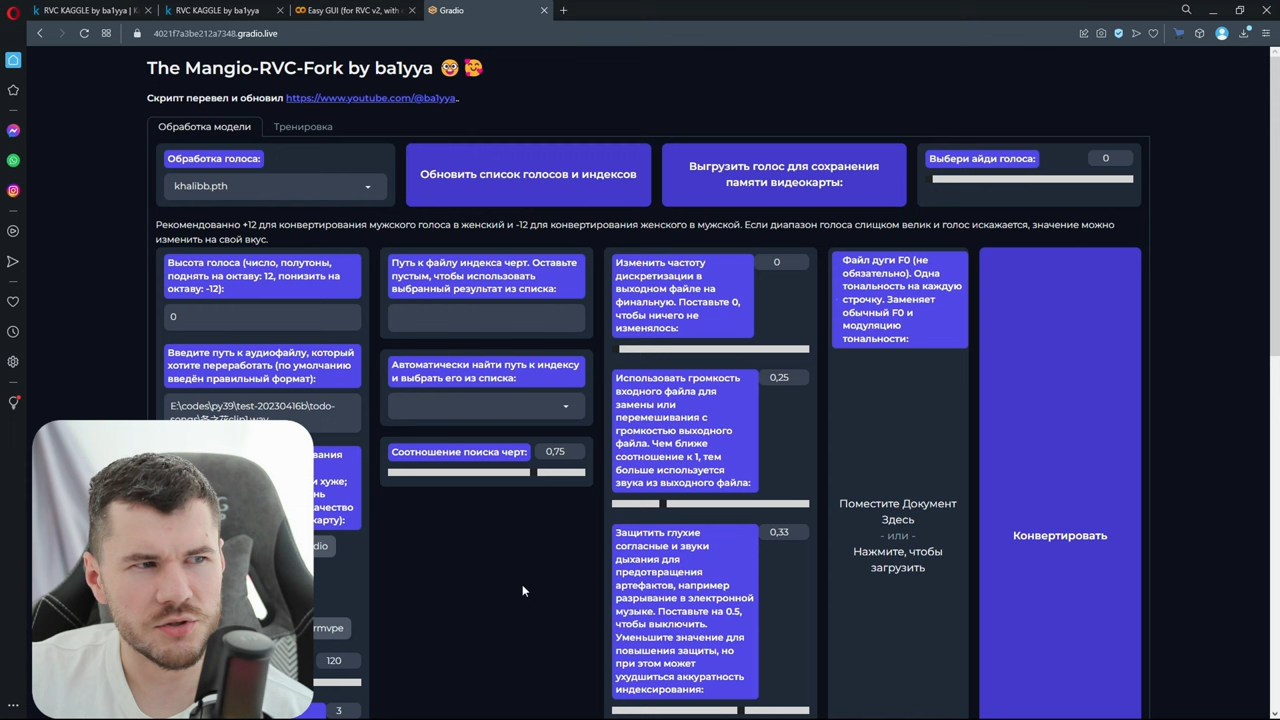 RVC KAGGLE by ba1yya | K
RVC KAGGLE by ba1yya
Easy GUI (for RVC v2, with
Gradio
4021f7a3be212a7348.gradio.live
The Mangio-RVC-Fork by ba1yya 🤓 🥰
Скрипт перевел и обновил https://www.youtube.com/@ba1yya.
Обработка модели
Тренировка
Обработка голоса:
khalibb.pth
Обновить список голосов и индексов
Выгрузить голос для сохранения
памяти видеокарты:
Выбери айди голоса:
0
Рекомендованно +12 для конвертирования мужского голоса в женский и -12 для конвертирования женского в мужской. Если диапазон голоса слишком велик и голос искажается, значение можно
изменить на свой вкус.
Высота голоса (число, полутоны,
поднять на октаву: 12, понизить на
октаву: -12):
0
Введите путь к аудиофайлу, который
хотите переработать (по умолчанию
введён правильный формат):
E:\codes\py39\test-20230416b\todo-
вания
и хуже;
нь
ачество
карту):
dio
rmvpe
120
3
Путь к файлу индекса черт. Оставьте
пустым, чтобы использовать
выбранный результат из списка:
Автоматически найти путь к индексу
и выбрать его из списка:
Соотношение поиска черт:
0,75
Изменить частоту
дискретизации в
выходном файле на
финальную. Поставьте 0,
чтобы ничего не
изменялось:
0
Использовать громкость
входного файла для
замены или
перемешивания с
громкостью выходного
файла. Чем ближе
соотношение к 1, тем
больше используется
звука из выходного файла:
0,25
Защитить глухие
согласные и звуки
дыхания для
предотвращения
артефактов, например
разрывание в электронной
музыке. Поставьте на 0.5,
чтобы выключить.
Уменьшите значение для
повышения защиты, но
при этом может
ухудшиться аккуратность
индексирования:
0,33
Файл дуги F0 (не
обязательно). Одна
тональность на каждую
строчку. Заменяет
обычный F0 и
модуляцию
тональности:
Поместите Документ
Здесь
- или -
Нажмите, чтобы
загрузить
Конвертировать